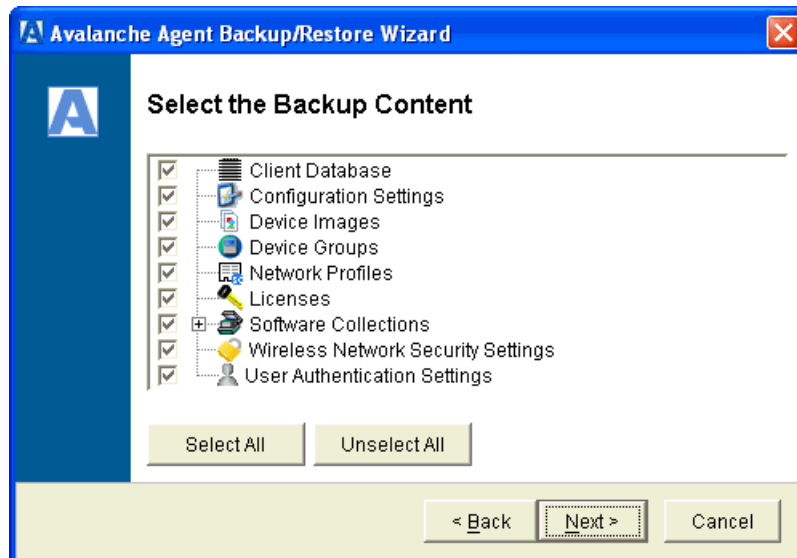 Avalanche Agent Backup/Restore Wizard
A
Select the Backup Content
Client Database
Configuration Settings
Device Images
Device Groups
Network Profiles
Licenses
Software Collections
Wireless Network Security Settings
User Authentication Settings
Select All
Unselect All
< Back
Next >
Cancel